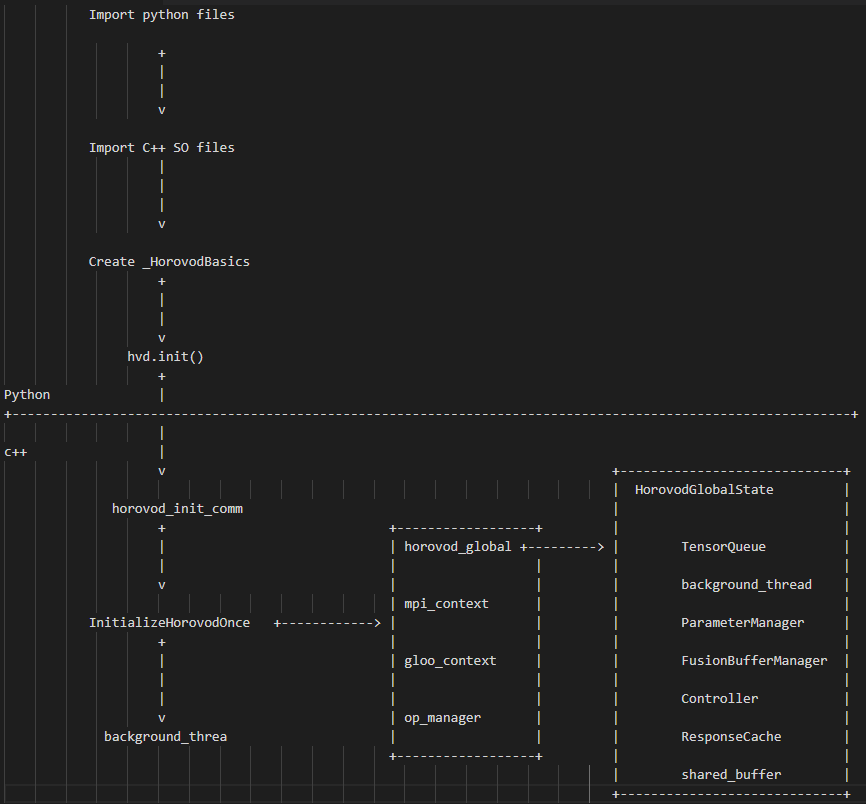 Import python files
Import C++ SO files
Create _HorovodBasics
hvd.init()
Python
c++
HorovodGlobalState
horovod_init_comm
horovod_global
TensorQueue
background_thread
mpi_context
InitializeHorovodOnce
ParameterManager
gloo_context
FusionBufferManager
Controller
op_manager
background_threa
ResponseCache
shared_buffer